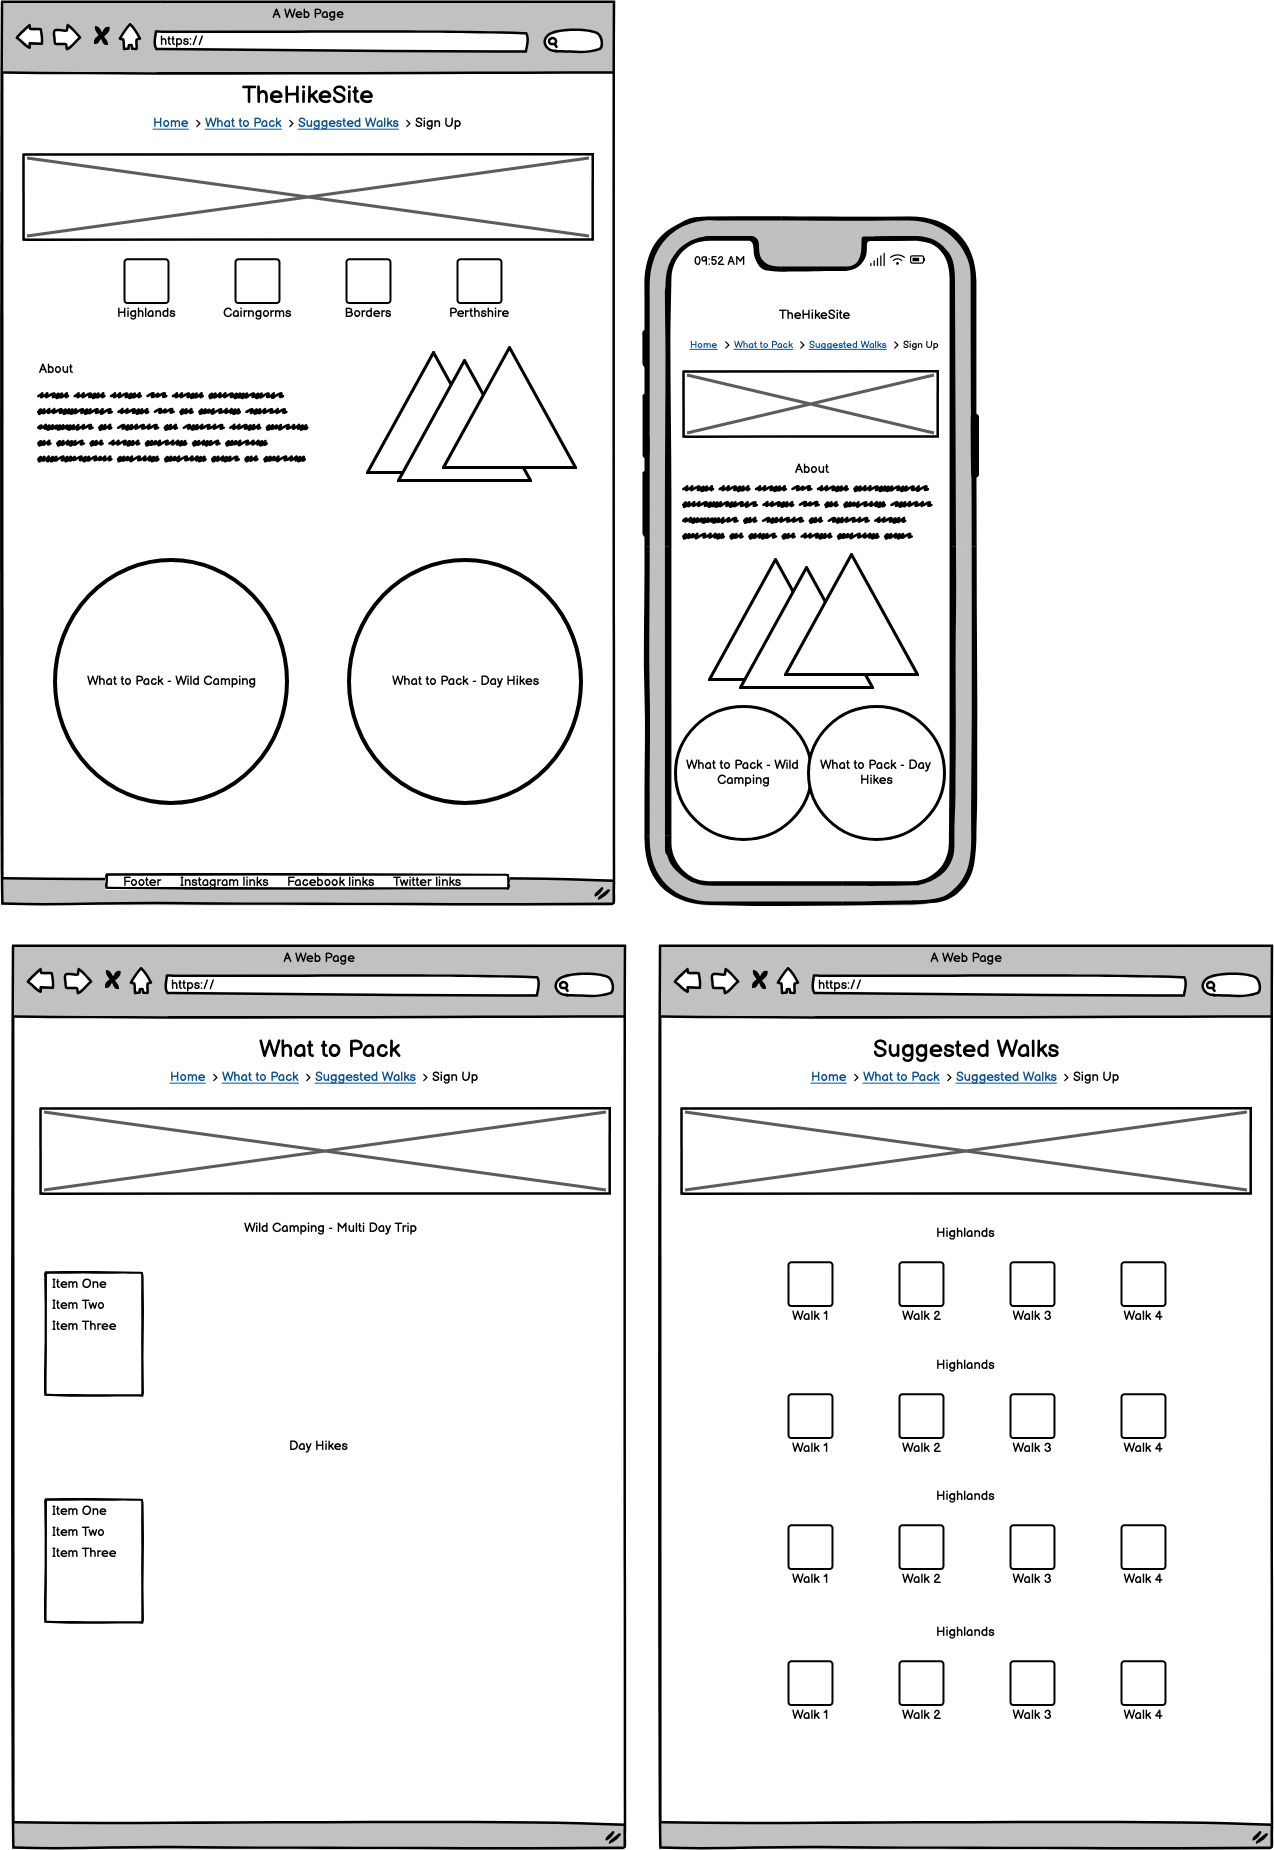 A Web Page
https://
TheHikeSite
Home > What to Pack > Suggested Walks > Sign Up
Highlands Cairngorms Borders Perthshire
About
What to Pack - Wild Camping
What to Pack - Day Hikes
Footer Instagram links Facebook links Twitter links
09:52 AM
TheHikeSite
Home > What to Pack > Suggested Walks > Sign Up
About
What to Pack - Wild
Camping
What to Pack - Day
Hikes
A Web Page
https://
What to Pack
Home > What to Pack > Suggested Walks > Sign Up
Wild Camping - Multi Day Trip
Item One
Item Two
Item Three
Day Hikes
Item One
Item Two
Item Three
A Web Page
https://
Suggested Walks
Home > What to Pack > Suggested Walks > Sign Up
Highlands
Walk 1 Walk 2 Walk 3 Walk 4
Highlands
Walk 1 Walk 2 Walk 3 Walk 4
Highlands
Walk 1 Walk 2 Walk 3 Walk 4
Highlands
Walk 1 Walk 2 Walk 3 Walk 4